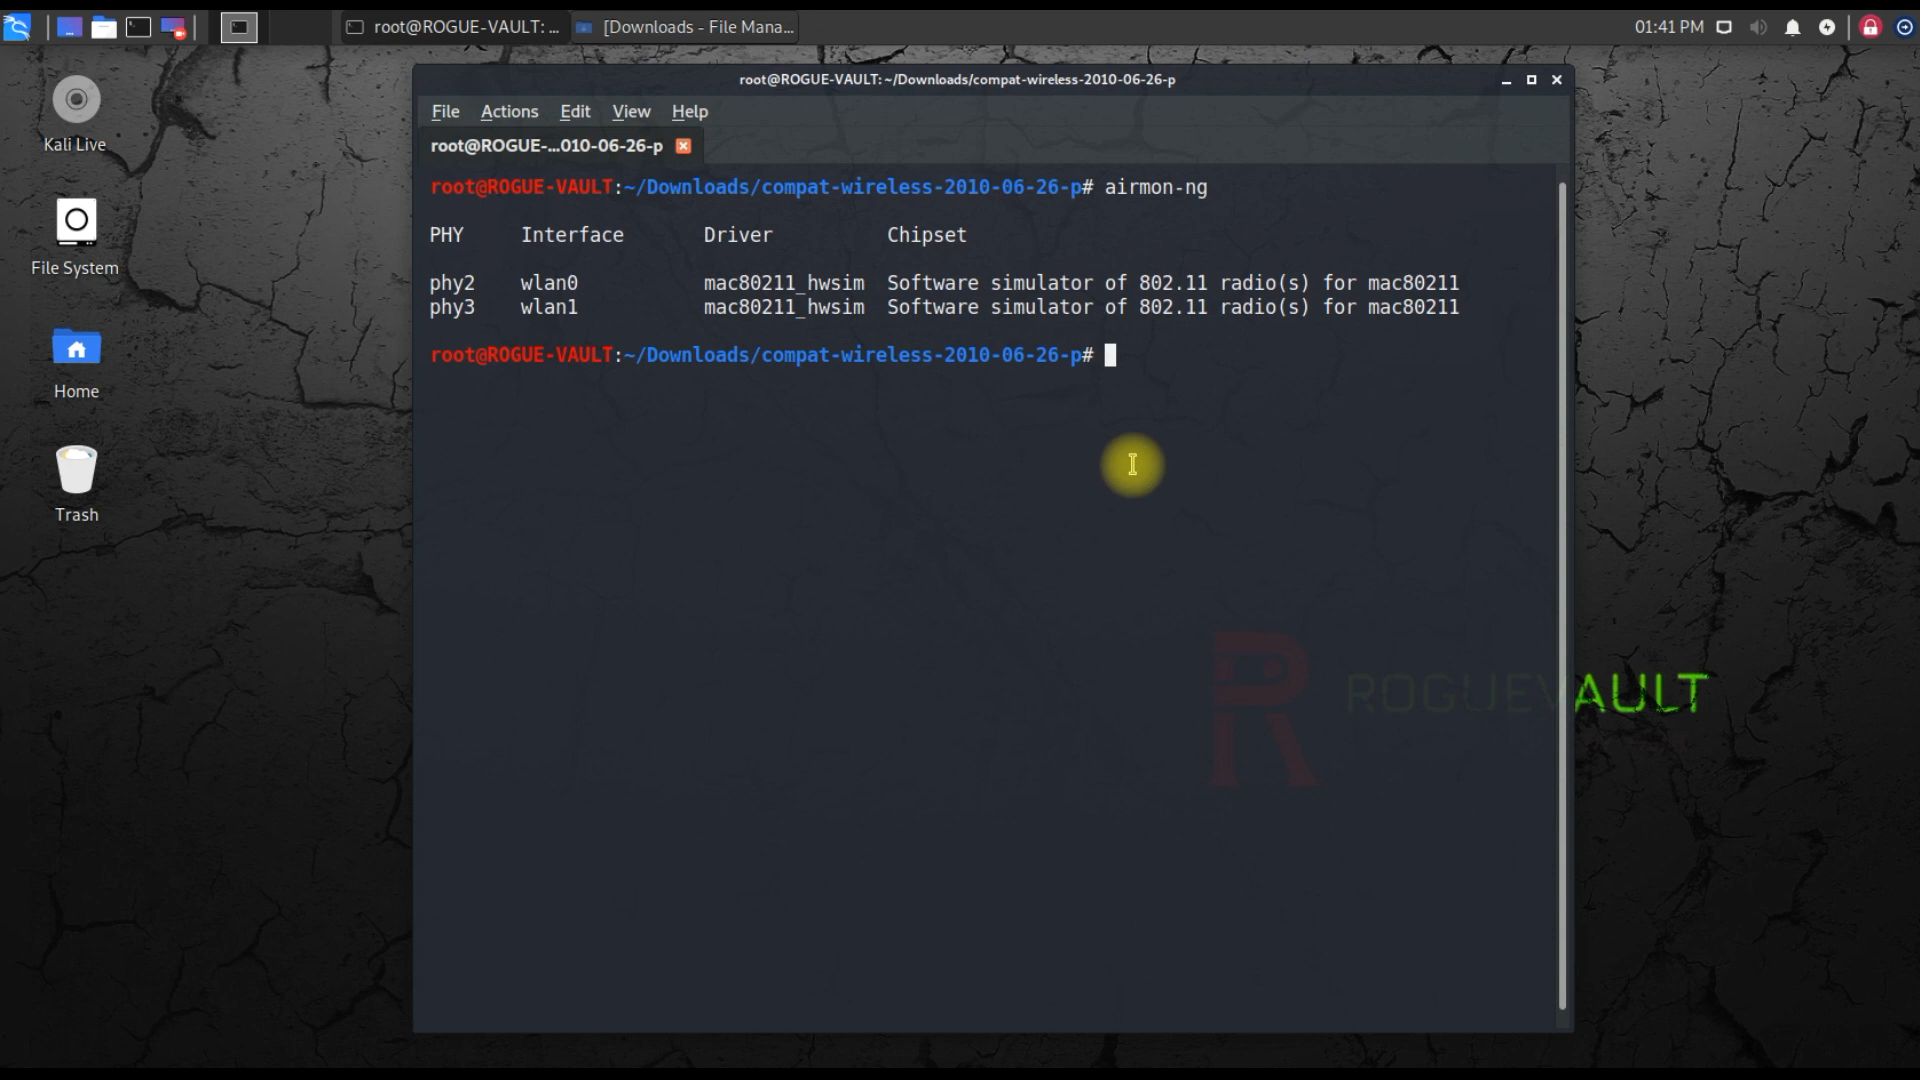 root@ROGUE-VAULT: ...
[Downloads - File Mana...
01:41 PM
root@ROGUE-VAULT: ~/Downloads/compat-wireless-2010-06-26-p
File Actions Edit View Help
root@ROGUE-...010-06-26-p
Kali Live
File System
Home
Trash
root@ROGUE-VAULT:~/Downloads/compat-wireless-2010-06-26-p# airmon-ng
PHY Interface Driver Chipset
phy2 wlan0 mac80211_hwsim Software simulator of 802.11 radio(s) for mac80211
phy3 wlan1 mac80211_hwsim Software simulator of 802.11 radio(s) for mac80211
root@ROGUE-VAULT:~/Downloads/compat-wireless-2010-06-26-p#
ROGUEVAULT